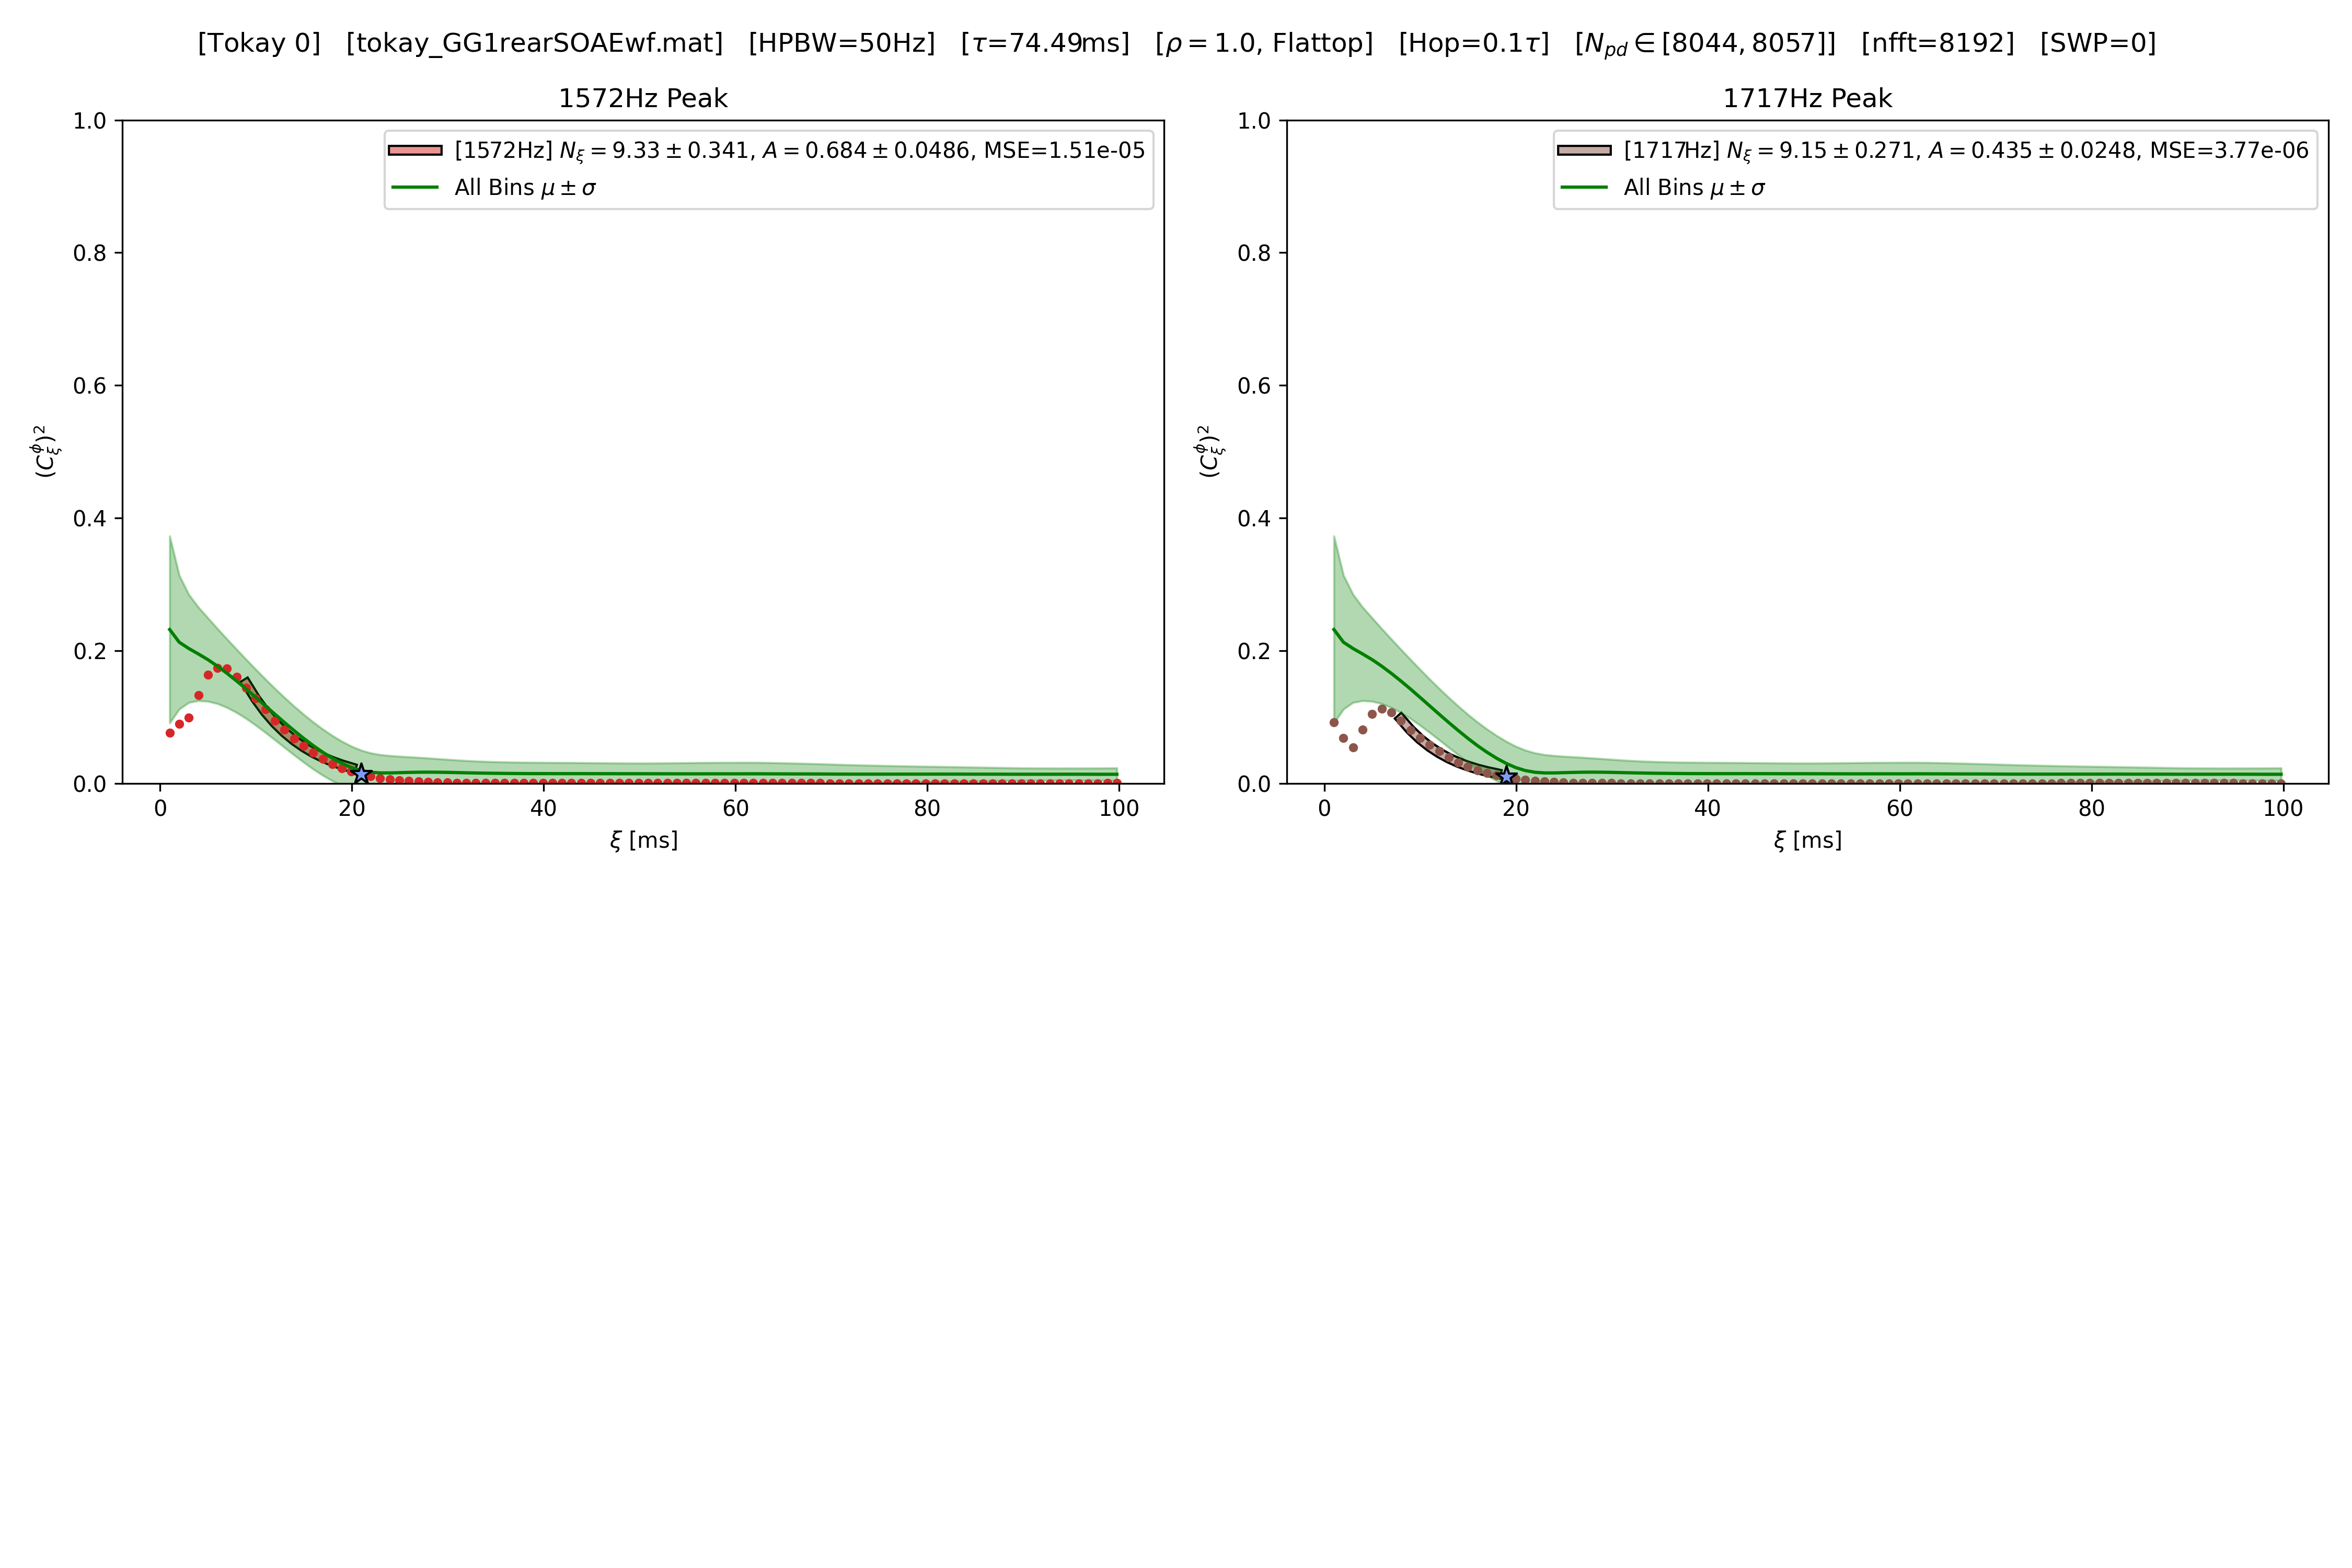 [Tokay 0] [tokay_GG1rearSOAEwf.mat] [HPBW=50Hz] [τ=74.49ms] [ρ = 1.0, Flattop] [Hop=0.1τ] [N_pd ∈ [8044, 8057]] [nfft=8192] [SWP=0]
1572Hz Peak
[1572Hz] N_ξ = 9.33 ± 0.341, A = 0.684 ± 0.0486, MSE=1.51e-05
All Bins μ ± σ
1.0
0.8
0.6
0.4
0.2
0.0
(C_ξ^ϕ)^2
0 20 40 60 80 100
ξ [ms]
1717Hz Peak
[1717Hz] N_ξ = 9.15 ± 0.271, A = 0.435 ± 0.0248, MSE=3.77e-06
All Bins μ ± σ
1.0
0.8
0.6
0.4
0.2
0.0
(C_ξ^ϕ)^2
0 20 40 60 80 100
ξ [ms]